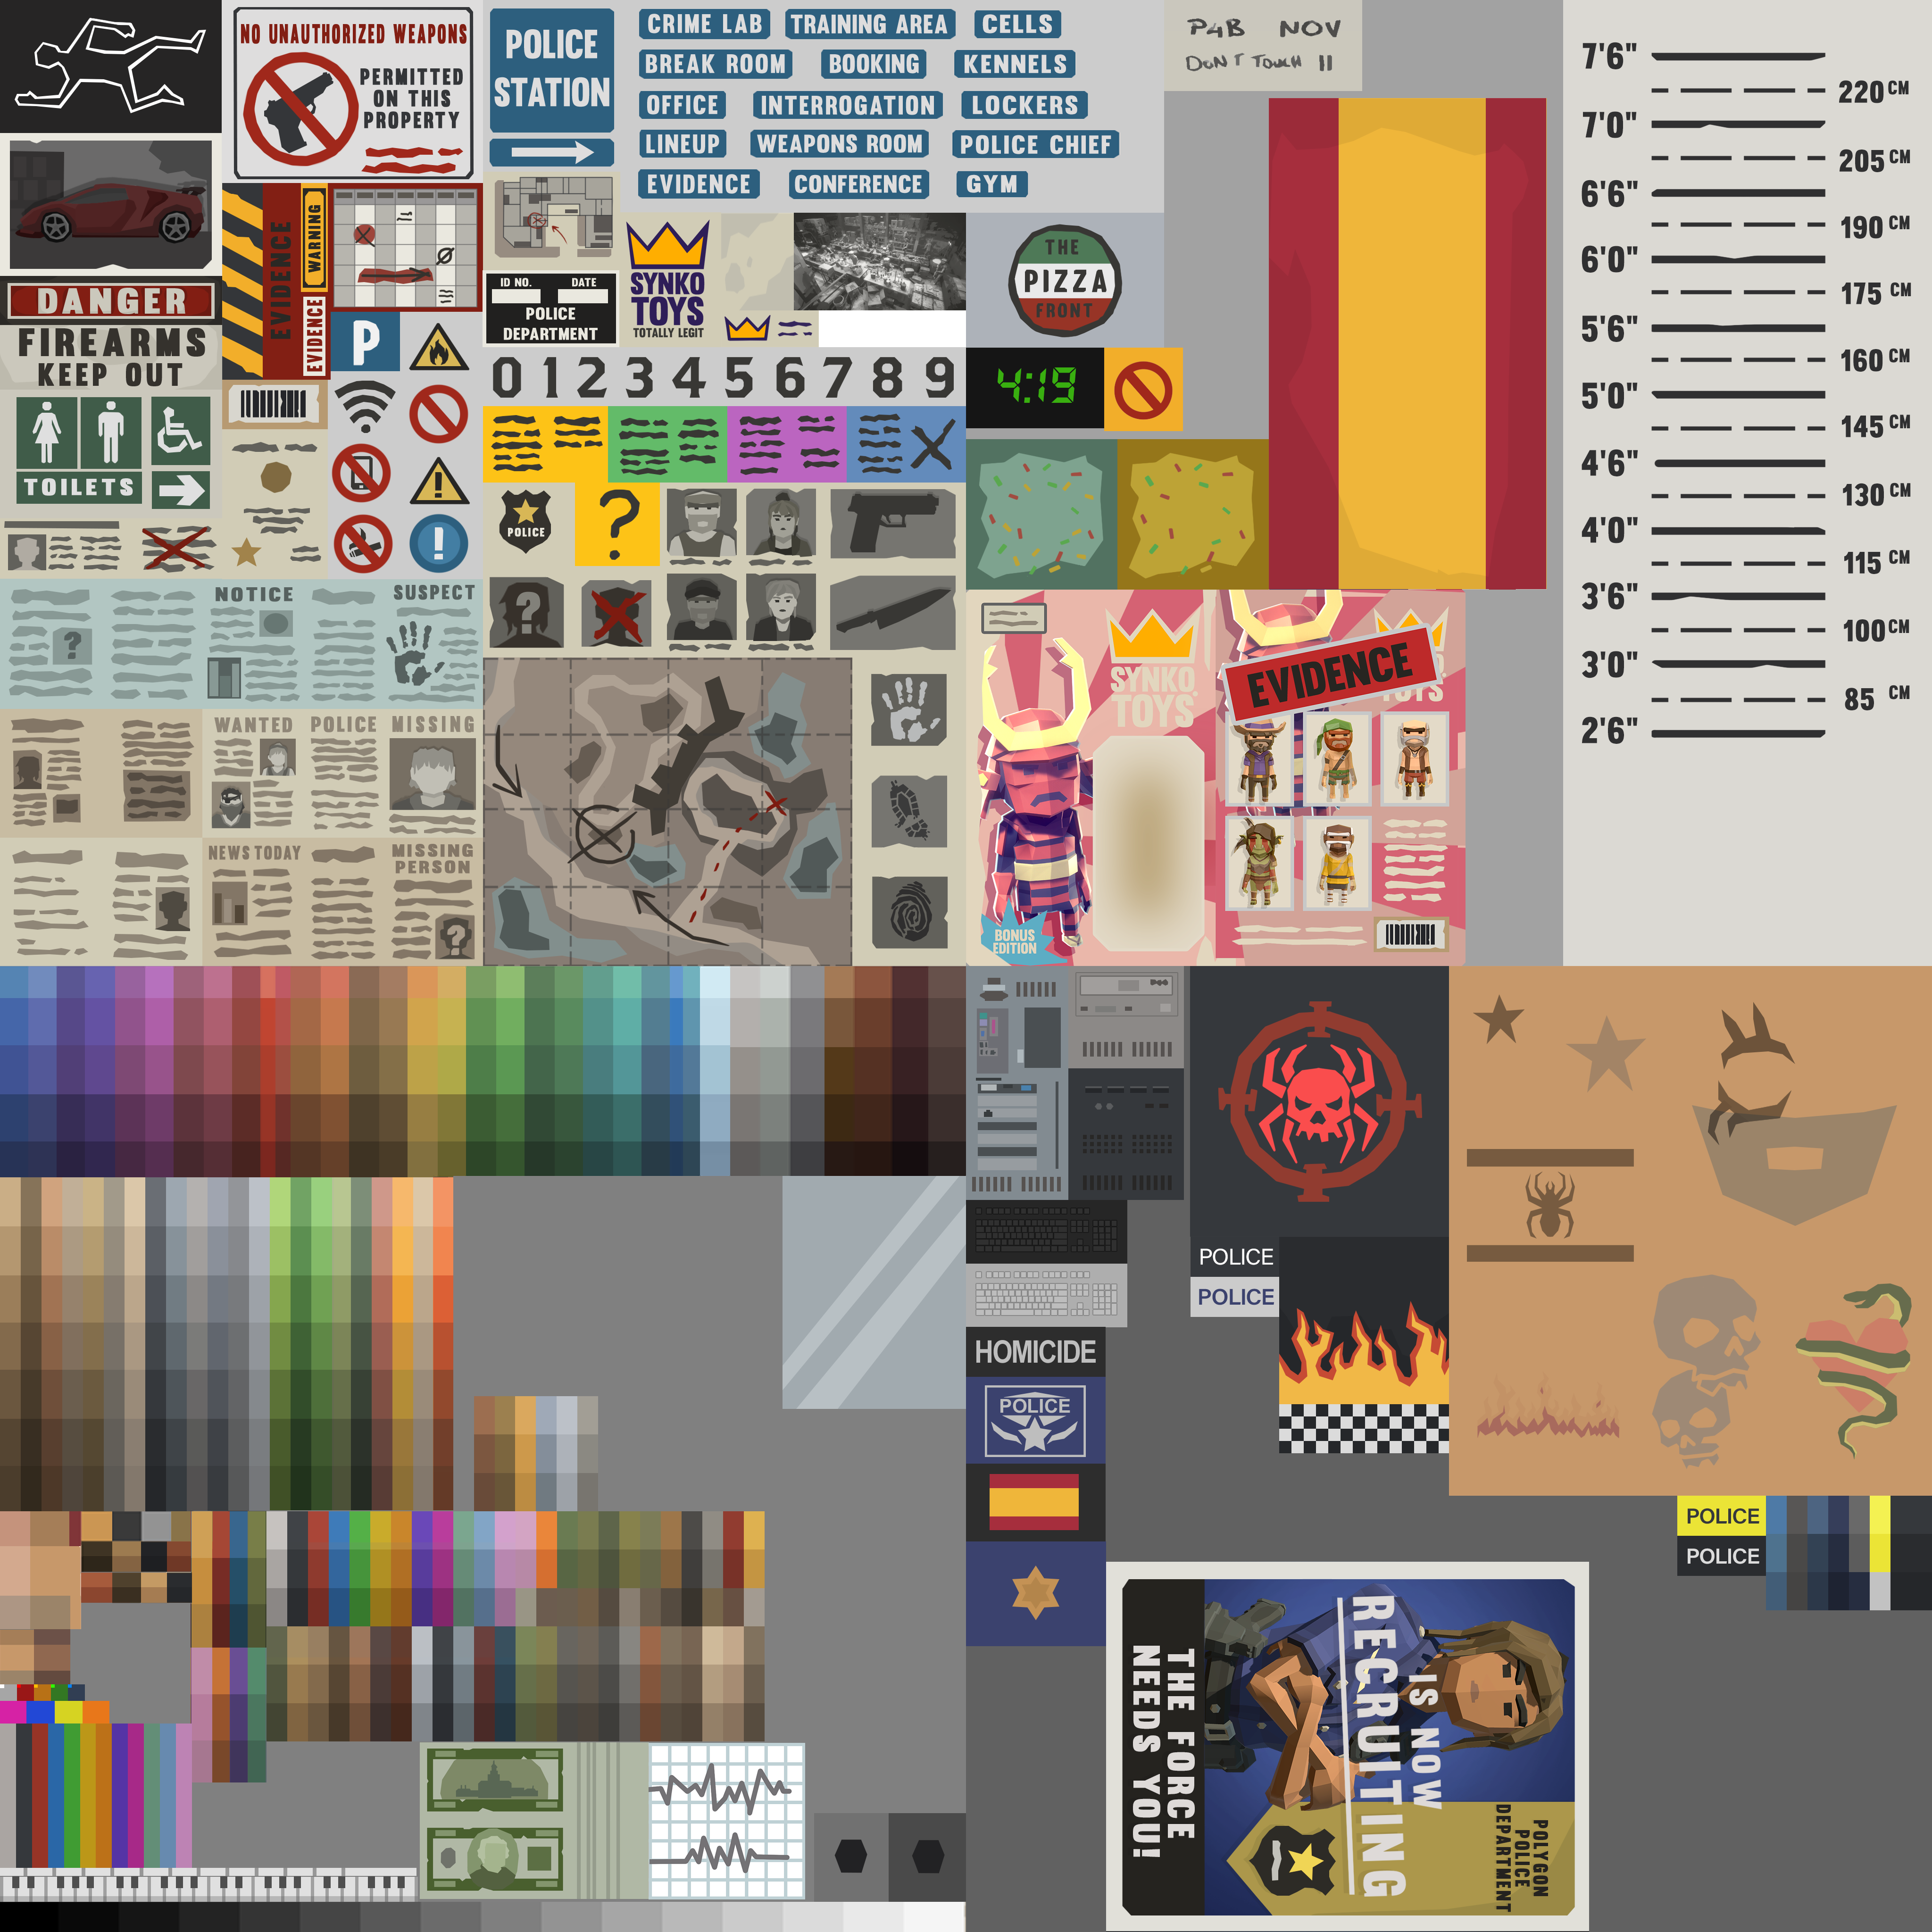 NO UNAUTHORIZED WEAPONS
PERMITTED
ON THIS
PROPERTY
POLICE
STATION
CRIME LAB
TRAINING AREA
CELLS
BREAK ROOM
BOOKING
KENNELS
OFFICE
INTERROGATION
LOCKERS
LINEUP
WEAPONS ROOM
POLICE CHIEF
EVIDENCE
CONFERENCE
GYM
P4B NOV
DON'T TOUCH II
7'6"
220 CM
7'0"
205 CM
6'6"
190 CM
6'0"
175 CM
5'6"
160 CM
5'0"
145 CM
4'6"
130 CM
4'0"
115 CM
3'6"
100 CM
3'0"
85 CM
2'6"
DANGER
FIREARMS
KEEP OUT
EVIDENCE
WARNING
EVIDENCE
P
ID NO. DATE
POLICE
DEPARTMENT
SYNKO
TOYS
TOTALLY LEGIT
THE
PIZZA
FRONT
0 1 2 3 4 5 6 7 8 9
4:19
TOILETS
!
!
POLICE
?
?
NOTICE
SUSPECT
?
WANTED
POLICE
MISSING
NEWS TODAY
MISSING
PERSON
?
SYNKO
TOYS
BONUS
EDITION
EVIDENCE
TOYS
POLICE
POLICE
HOMICIDE
POLICE
POLICE
POLICE
THE FORCE
NEEDS YOU!
IS NOW
RECRUITING
POLYGON
POLICE
DEPARTMENT